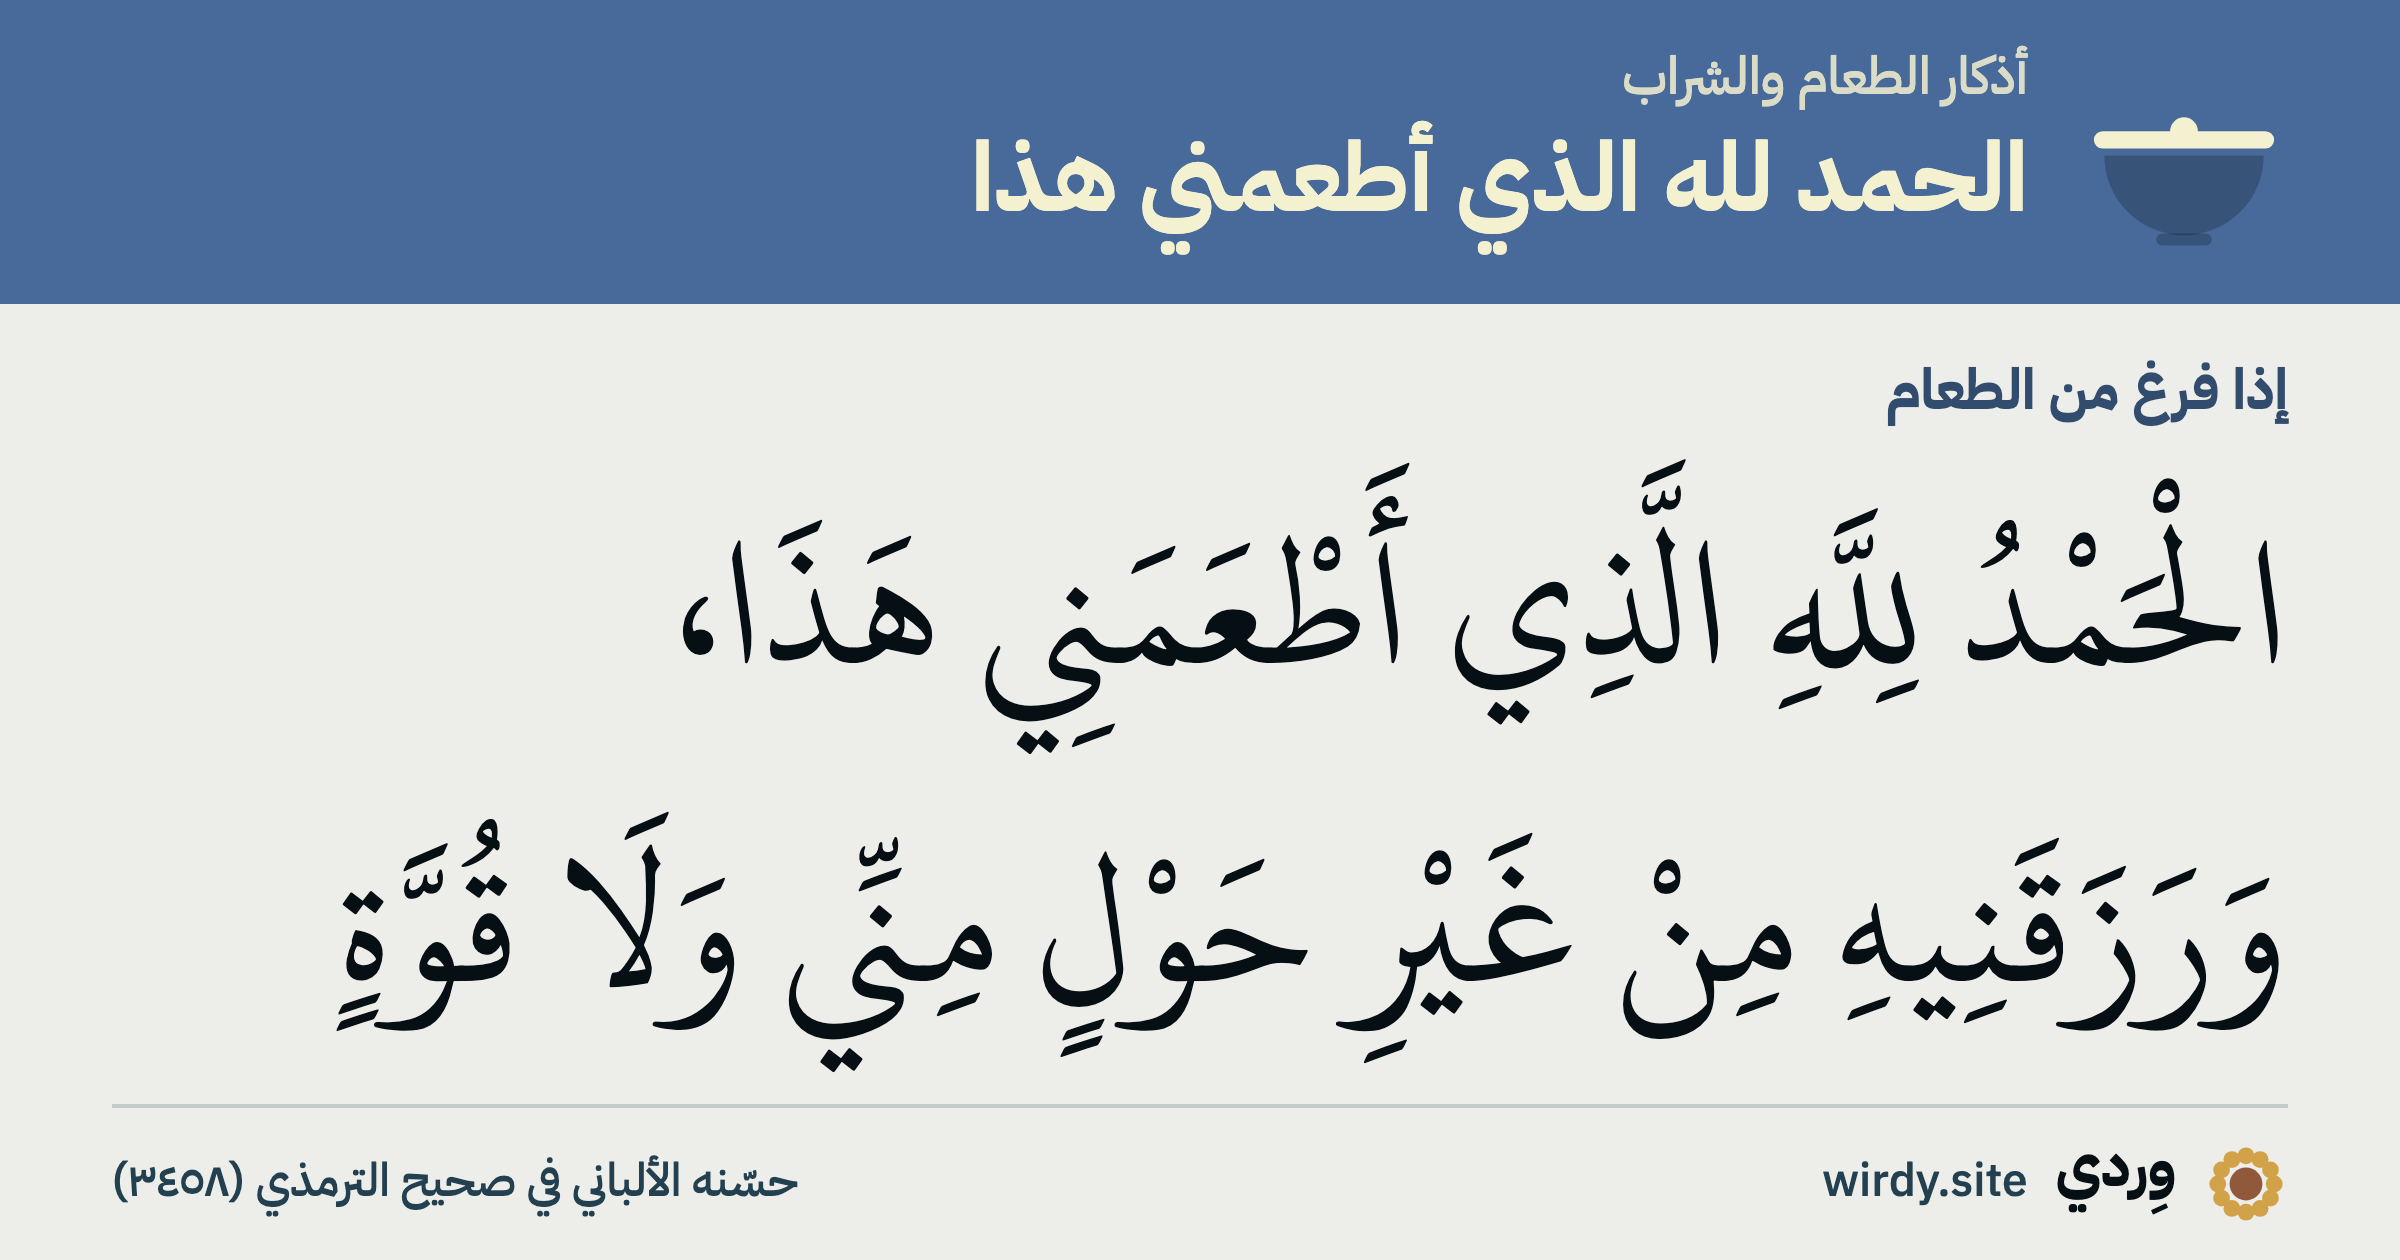 أذكار الطعام والشراب
الحمد لله الذي أطعمني هذا
إذا فرغ من الطعام
الْحَمْدُ لِلَّهِ الَّذِي أَطْعَمَنِي هَذَا،
وَرَزَقَنِيهِ مِنْ غَيْرِ حَوْلٍ مِنِّي وَلَا قُوَّةٍ
وِردي wirdy.site
حسّنه الألباني في صحيح الترمذي (٣٤٥٨)